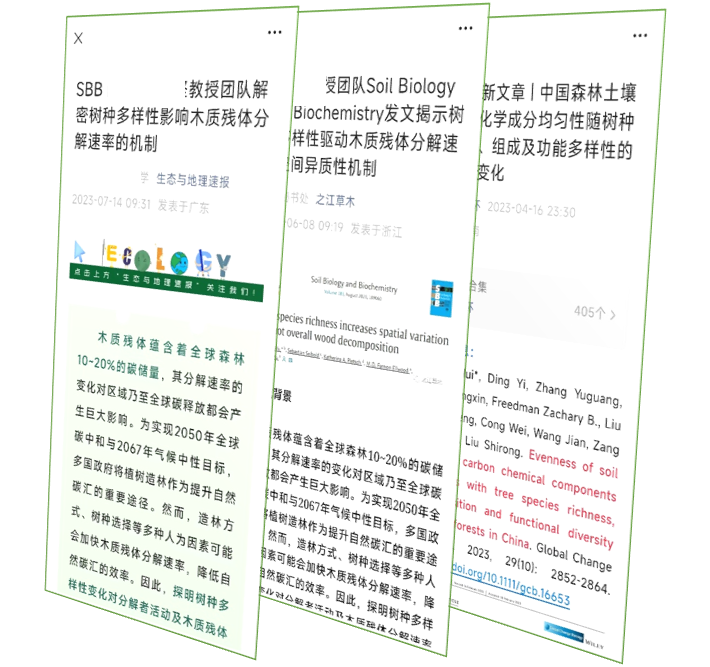 SBB
教授团队解
密树种多样性影响木质残体分
解速率的机制
学 生态与地理速报
2023-07-14 09:31 发表于广东
ECOLOGY
点击上方“生态与地理速报”关注我们！
木质残体蕴含着全球森林
10~20%的碳储量，其分解速率的
变化对区域乃至全球碳释放都会产
生巨大影响。为实现2050年全球
碳中和与2067年气候中性目标，
多国政府将植树造林作为提升自然
碳汇的重要途径。然而，造林方
式、树种选择等多种人为因素可能
会加快木质残体分解速率，降低自
然碳汇的效率。因此，探明树种多
样性变化对分解者活动及木质残体
授团队Soil Biology
Biochemistry发文揭示树
样性驱动木质残体分解速
间异质性机制
书处 之江草木
-06-08 09:19 发表于浙江
Soil Biology and Biochemistry
species richness increases spatial variation
ot overall wood decomposition
背景
残体蕴含着全球森林10~20%的碳储
其分解速率的变化对区域乃至全球碳
都会产生巨大影响。为实现2050年全
中和与2067年气候中性目标，多国政
将植树造林作为提升自然碳汇的重要途
然而，造林方式、树种选择等多种人
因素可能会加快木质残体分解速率，降
自然碳汇的效率。因此，探明树种多样
变化对分解者活动及木质残体分解速率
新文章 | 中国森林土壤
化学成分均匀性随树种
、组成及功能多样性的
变化
2023-04-16 23:30
合集
405个 >
ui*, Ding Yi, Zhang Yuguang,
ngxin, Freedman Zachary B., Liu
eng, Cong Wei, Wang Jian, Zang
Liu Shirong. Evenness of soil
carbon chemical components
s with tree species richness,
ition and functional diversity
forests in China. Global Change
2023, 29(10): 2852-2864.
doi.org/10.1111/gcb.16653
WILEY